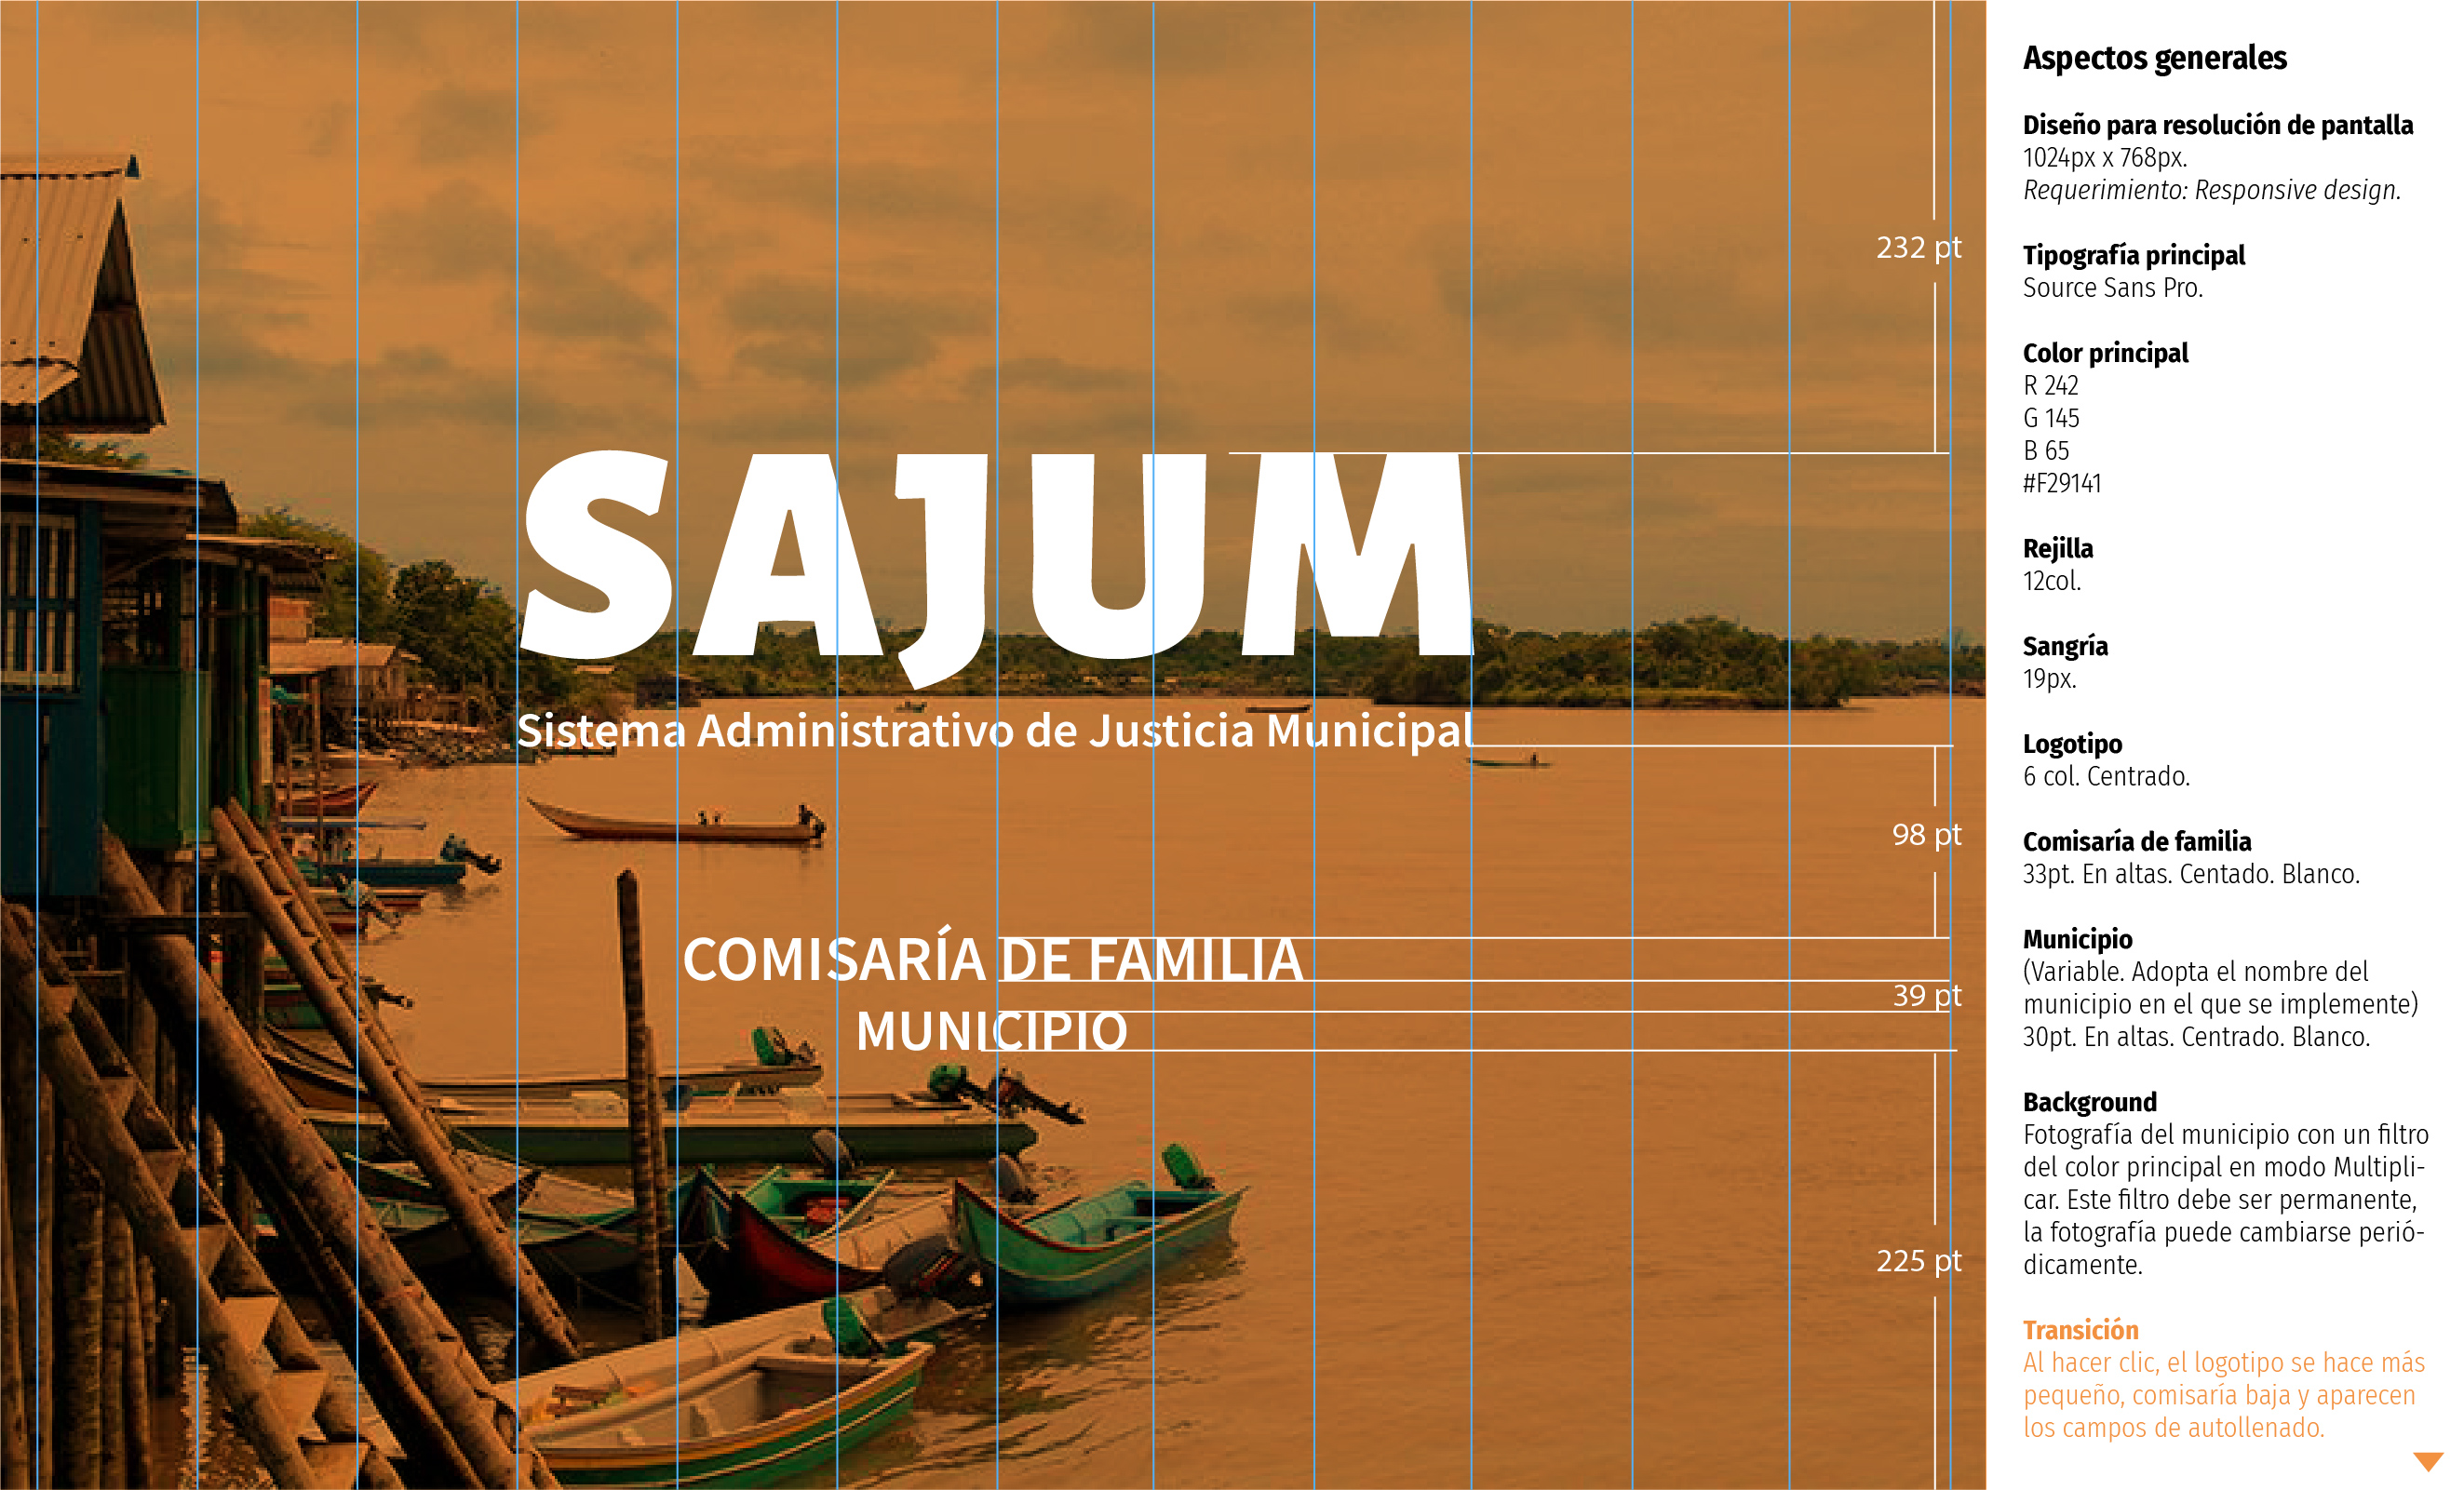 SAJUM
Sistema Administrativo de Justicia Municipal
COMISARÍA DE FAMILIA
MUNICIPIO
232 pt
98 pt
39 pt
225 pt
Aspectos generales
Diseño para resolución de pantalla
1024px x 768px.
Requerimiento: Responsive design.
Tipografía principal
Source Sans Pro.
Color principal
R 242
G 145
B 65
#F29141
Rejilla
12col.
Sangría
19px.
Logotipo
6 col. Centrado.
Comisaría de familia
33pt. En altas. Centado. Blanco.
Municipio
(Variable. Adopta el nombre del
municipio en el que se implemente)
30pt. En altas. Centrado. Blanco.
Background
Fotografía del municipio con un filtro
del color principal en modo Multipli-
car. Este filtro debe ser permanente,
la fotografía puede cambiarse perió-
dicamente.
Transición
Al hacer clic, el logotipo se hace más
pequeño, comisaría baja y aparecen
los campos de autollenado.